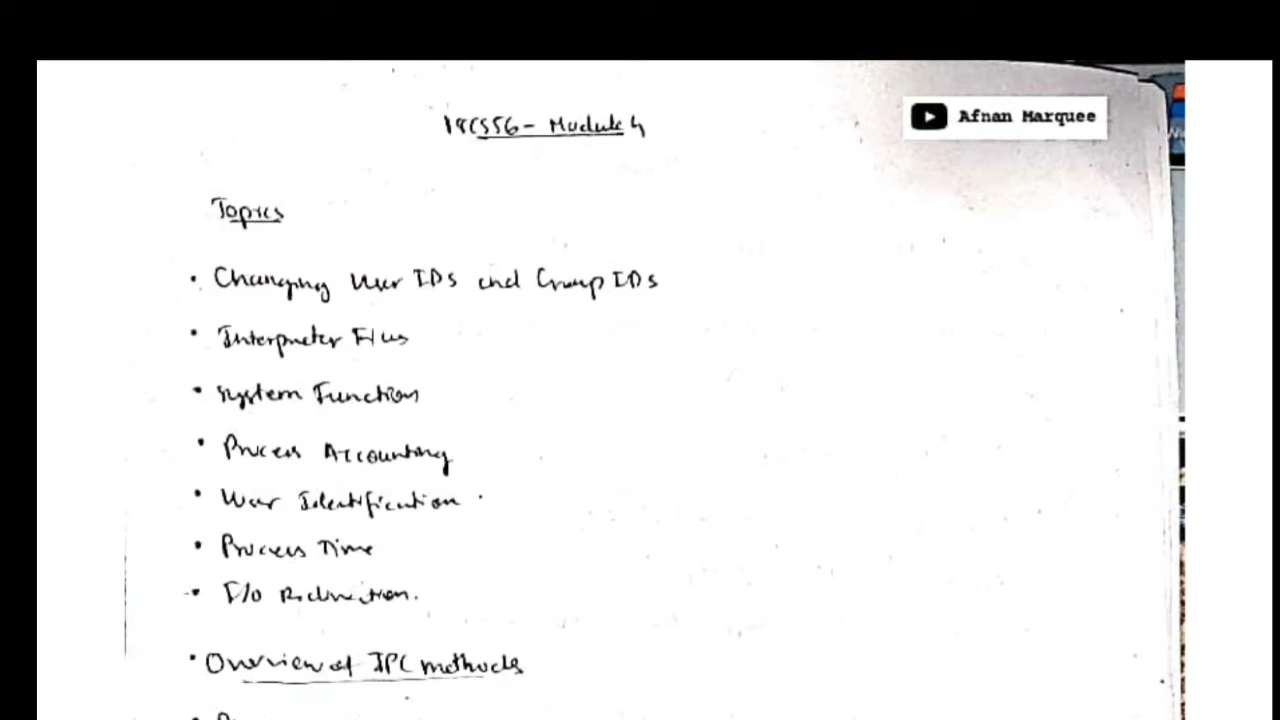 18CS56 - Module 4
Afnan Marquee
Topics
• Changing User IDs and Group IDs
• Interpreter Files
• System Function
• Process Accounting
• User Identification.
• Process Time
• I/O Redirection.
• Overview of IPC methods